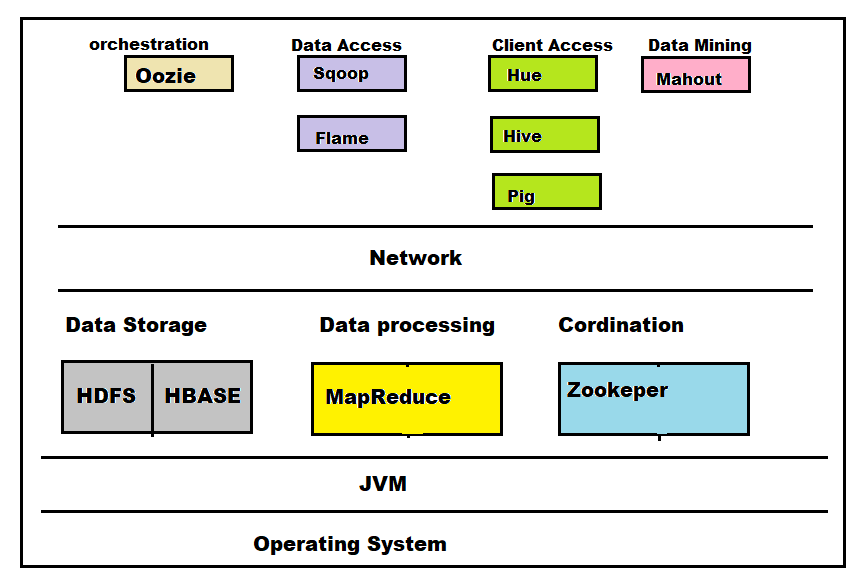 orchestration
Data Access
Client Access
Data Mining
Oozie
Sqoop
Hue
Mahout
Flame
Hive
Pig
Network
Data Storage
Data processing
Cordination
HDFS
HBASE
MapReduce
Zookeper
JVM
Operating System